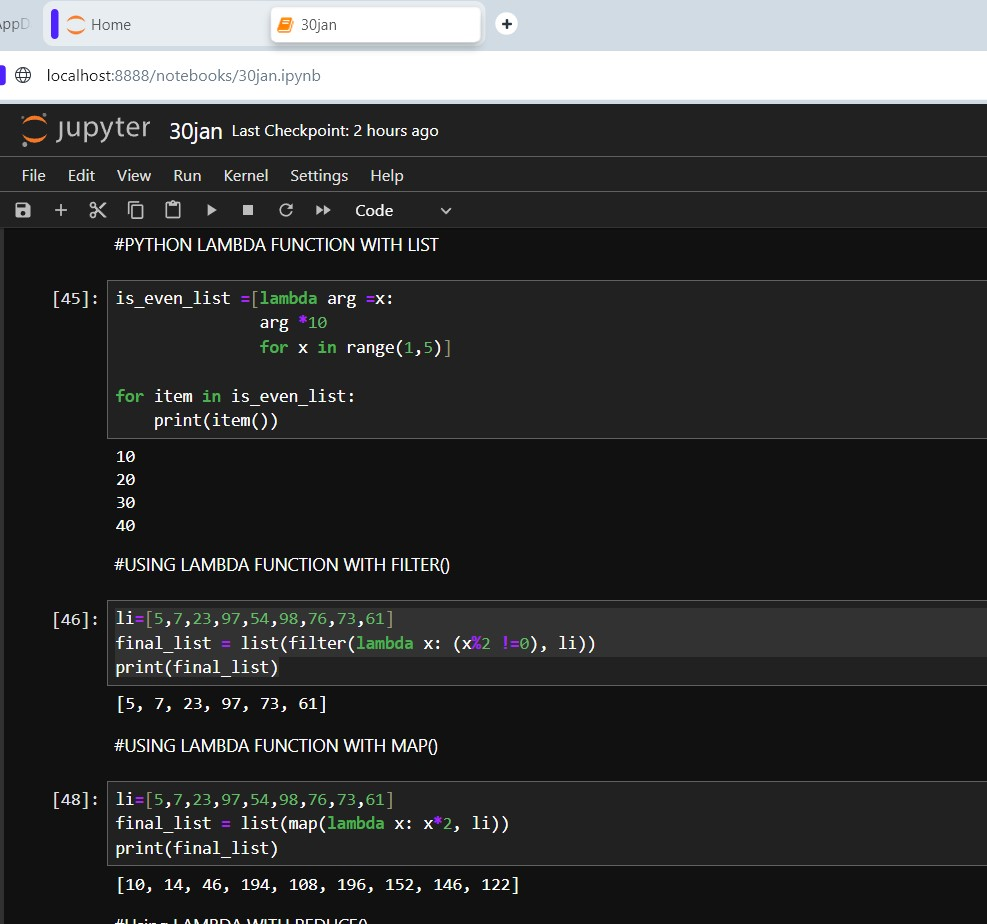 AppD
Home
30jan
localhost:8888/notebooks/30jan.ipynb
jupyter 30jan Last Checkpoint: 2 hours ago
File Edit View Run Kernel Settings Help
Code
#PYTHON LAMBDA FUNCTION WITH LIST
[45]: is_even_list =[lambda arg =x:
arg *10
for x in range(1,5)]
for item in is_even_list:
print(item())
10
20
30
40
#USING LAMBDA FUNCTION WITH FILTER()
[46]: li=[5,7,23,97,54,98,76,73,61]
final_list = list(filter(lambda x: (x%2 !=0), li))
print(final_list)
[5, 7, 23, 97, 73, 61]
#USING LAMBDA FUNCTION WITH MAP()
[48]: li=[5,7,23,97,54,98,76,73,61]
final_list = list(map(lambda x: x*2, li))
print(final_list)
[10, 14, 46, 194, 108, 196, 152, 146, 122]
#Using LAMBDA WITH REDUCE()